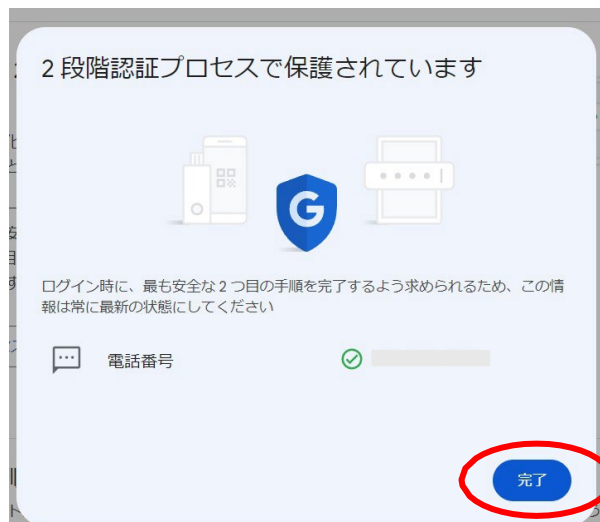 2 段階認証プロセスで保護されています
G
ログイン時に、最も安全な 2 つ目の手順を完了するよう求められるため、この情
報は常に最新の状態にしてください
電話番号
完了